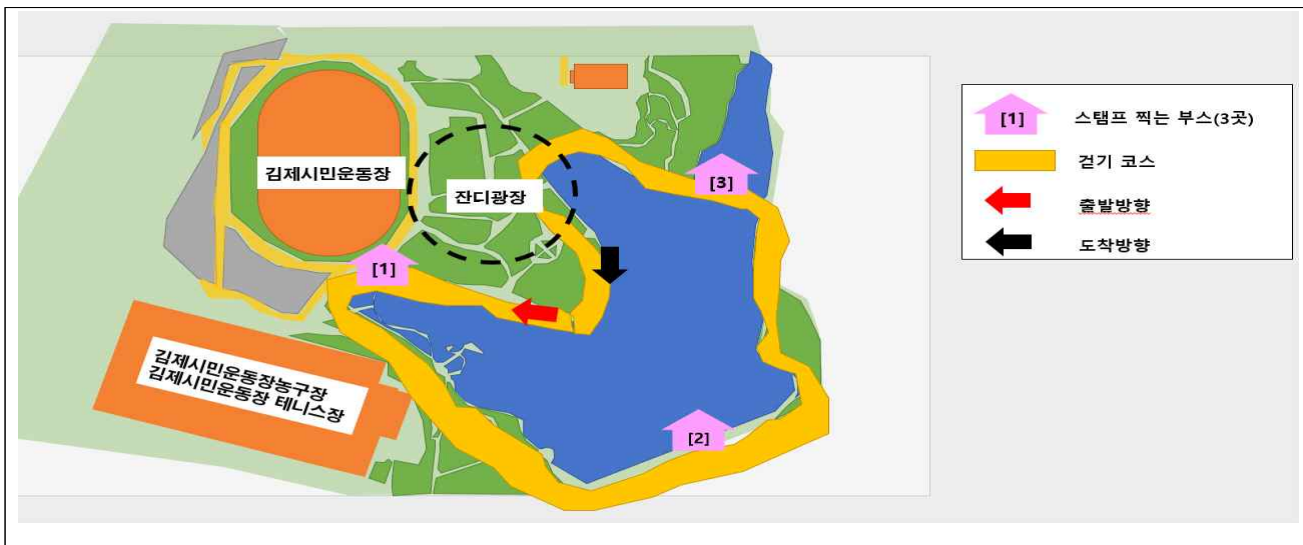 김제시민운동장
잔디광장
[1]
[2]
[3]
김제시민운동장농구장
김제시민운동장 테니스장
[1] 스탬프 찍는 부스(3곳)
걷기 코스
출발방향
도착방향